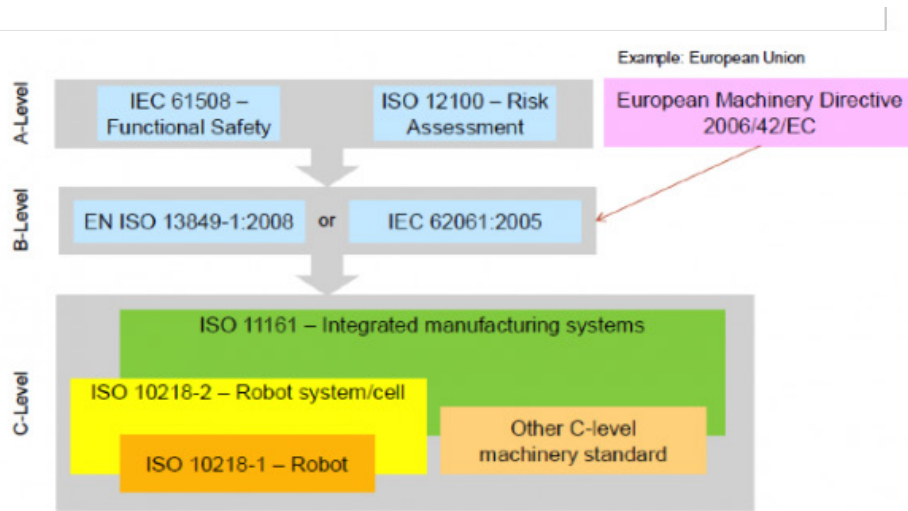 Example: European Union
A-Level
IEC 61508 –
Functional Safety
ISO 12100 – Risk
Assessment
European Machinery Directive
2006/42/EC
B-Level
EN ISO 13849-1:2008
or
IEC 62061:2005
C-Level
ISO 11161 – Integrated manufacturing systems
ISO 10218-2 – Robot system/cell
Other C-level
machinery standard
ISO 10218-1 – Robot